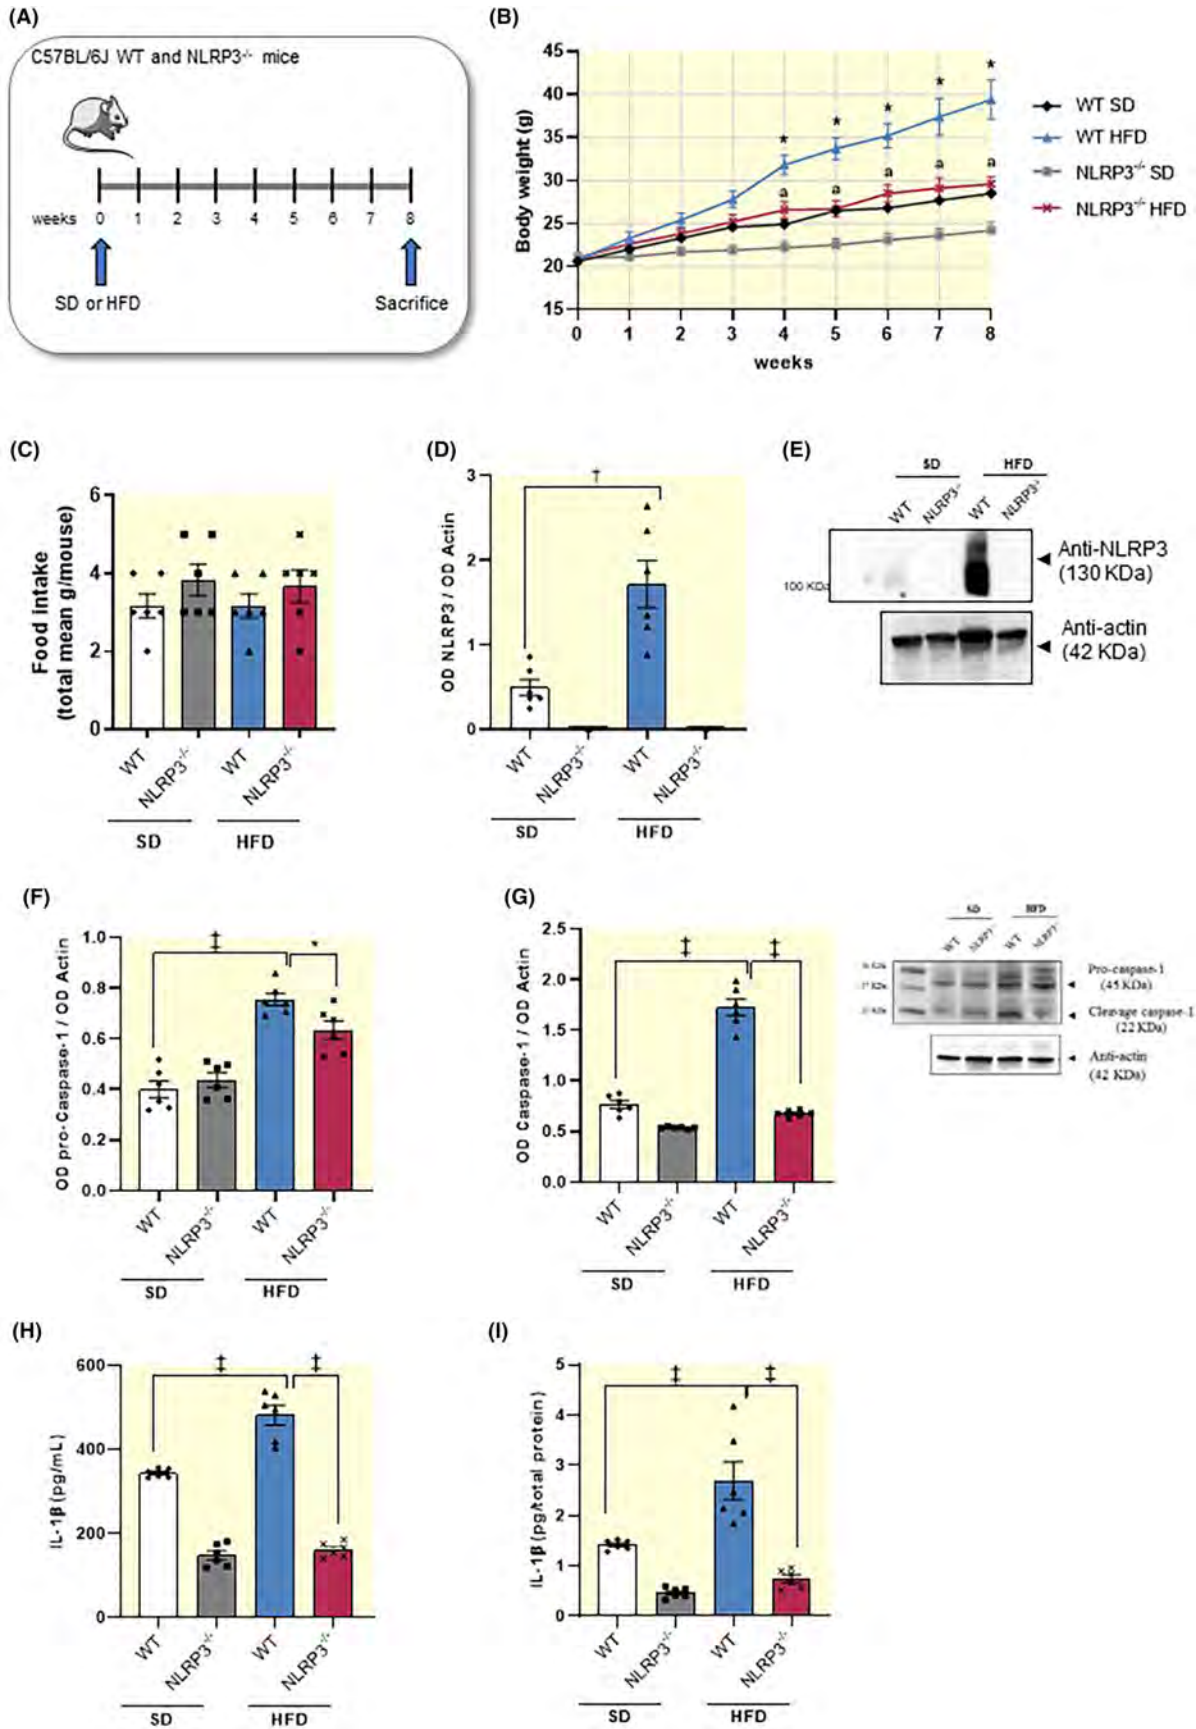 (A)
C57BL/6J WT and NLRP3-/- mice
weeks 0 1 2 3 4 5 6 7 8
SD or HFD
Sacrifice
(B)
Body weight (g)
45
40
35
30
25
20
15
* * * * *
a a a a a
0 1 2 3 4 5 6 7 8
weeks
WT SD
WT HFD
NLRP3-/- SD
NLRP3-/- HFD
(C)
Food intake
(total mean g/mouse)
6
4
2
0
WT NLRP3-/- WT NLRP3-/-
SD HFD
(D)
OD NLRP3 / OD Actin
3
2
1
0
†
WT NLRP3-/- WT NLRP3-/-
SD HFD
(E)
SD HFD
WT NLRP3-/- WT NLRP3-/-
100 KDa
Anti-NLRP3
(130 KDa)
Anti-actin
(42 KDa)
(F)
OD pro-Caspase-1 / OD Actin
1.0
0.8
0.6
0.4
0.2
0.0
‡ *
WT NLRP3-/- WT NLRP3-/-
SD HFD
(G)
OD Caspase-1 / OD Actin
2.5
2.0
1.5
1.0
0.5
0.0
‡ ‡
WT NLRP3-/- WT NLRP3-/-
SD HFD
SD HFD
WT NLRP3-/- WT NLRP3-/-
Pro-caspase-1
(45 KDa)
Cleavage caspase-1
(22 KDa)
Anti-actin
(42 KDa)
(H)
IL-1β (pg/mL)
600
400
200
0
‡ ‡
WT NLRP3-/- WT NLRP3-/-
SD HFD
(I)
IL-1β (pg/total protein)
5
4
3
2
1
0
‡ ‡
WT NLRP3-/- WT NLRP3-/-
SD HFD